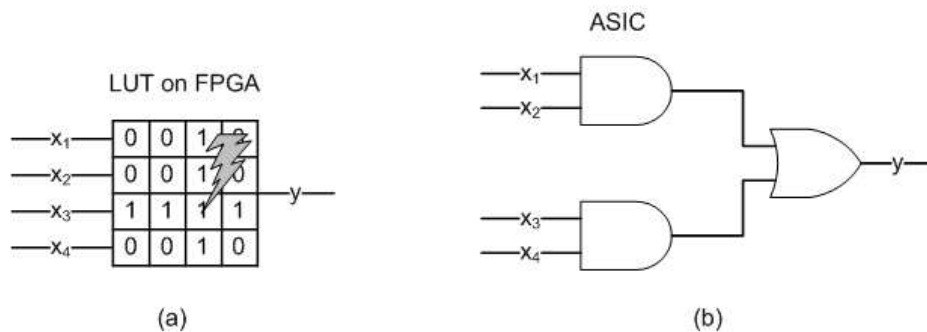 ASIC
LUT on FPGA
x₁
x₂
x₃
x₄
0 0 1
0 0 1 0
1 1 1 1
0 0 1 0
y
(a)
x₁
x₂
x₃
x₄
y
(b)